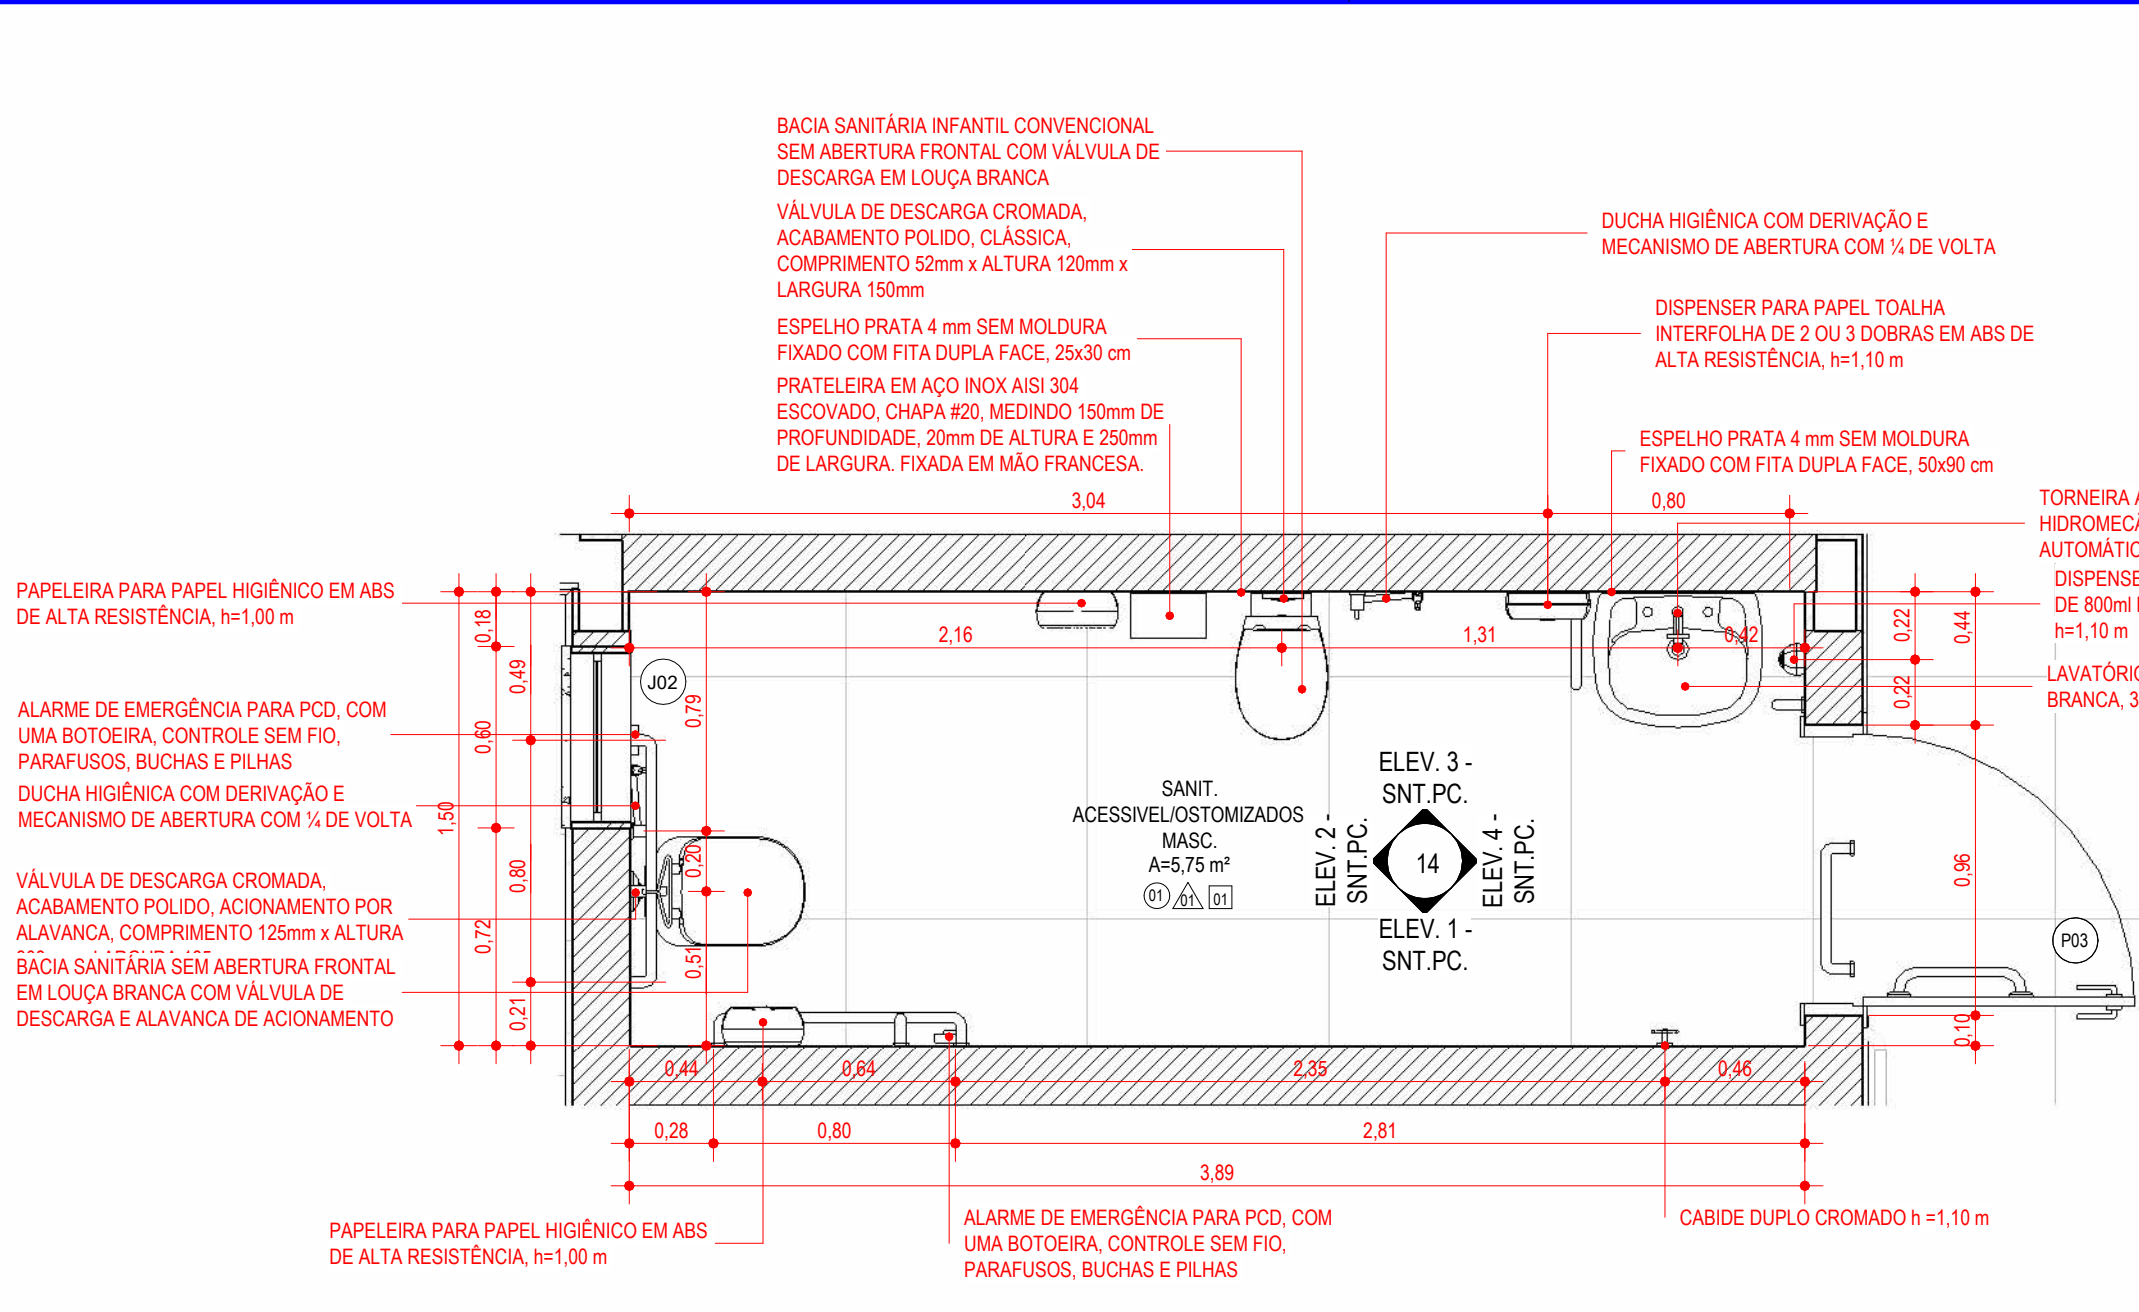 BACIA SANITÁRIA INFANTIL CONVENCIONAL
SEM ABERTURA FRONTAL COM VÁLVULA DE
DESCARGA EM LOUÇA BRANCA
VÁLVULA DE DESCARGA CROMADA,
ACABAMENTO POLIDO, CLÁSSICA,
COMPRIMENTO 52mm x ALTURA 120mm x
LARGURA 150mm
ESPELHO PRATA 4 mm SEM MOLDURA
FIXADO COM FITA DUPLA FACE, 25x30 cm
PRATELEIRA EM AÇO INOX AISI 304
ESCOVADO, CHAPA #20, MEDINDO 150mm DE
PROFUNDIDADE, 20mm DE ALTURA E 250mm
DE LARGURA. FIXADA EM MÃO FRANCESA.
DUCHA HIGIÊNICA COM DERIVAÇÃO E
MECANISMO DE ABERTURA COM ¼ DE VOLTA
DISPENSER PARA PAPEL TOALHA
INTERFOLHA DE 2 OU 3 DOBRAS EM ABS DE
ALTA RESISTÊNCIA, h=1,10 m
ESPELHO PRATA 4 mm SEM MOLDURA
FIXADO COM FITA DUPLA FACE, 50x90 cm
TORNEIRA A
HIDROMECÂ
AUTOMÁTIC
DISPENSE
DE 800ml
h=1,10 m
LAVATÓRIO
BRANCA, 3
3,04
0,80
PAPELEIRA PARA PAPEL HIGIÊNICO EM ABS
DE ALTA RESISTÊNCIA, h=1,00 m
ALARME DE EMERGÊNCIA PARA PCD, COM
UMA BOTOEIRA, CONTROLE SEM FIO,
PARAFUSOS, BUCHAS E PILHAS
DUCHA HIGIÊNICA COM DERIVAÇÃO E
MECANISMO DE ABERTURA COM ¼ DE VOLTA
VÁLVULA DE DESCARGA CROMADA,
ACABAMENTO POLIDO, ACIONAMENTO POR
ALAVANCA, COMPRIMENTO 125mm x ALTURA
BACIA SANITÁRIA SEM ABERTURA FRONTAL
EM LOUÇA BRANCA COM VÁLVULA DE
DESCARGA E ALAVANCA DE ACIONAMENTO
1,50
0,18
0,60
0,72
0,49
0,80
0,21
0,79
0,20
0,51
2,16
1,31
0,42
0,22
0,22
0,44
0,96
0,10
J02
SANIT.
ACESSIVEL/OSTOMIZADOS
MASC.
A=5,75 m²
01
01
01
ELEV. 3 -
SNT.PC.
ELEV. 2 -
SNT.PC.
14
ELEV. 4 -
SNT.PC.
ELEV. 1 -
SNT.PC.
P03
0,44
0,64
2,35
0,46
0,28
0,80
2,81
3,89
PAPELEIRA PARA PAPEL HIGIÊNICO EM ABS
DE ALTA RESISTÊNCIA, h=1,00 m
ALARME DE EMERGÊNCIA PARA PCD, COM
UMA BOTOEIRA, CONTROLE SEM FIO,
PARAFUSOS, BUCHAS E PILHAS
CABIDE DUPLO CROMADO h =1,10 m